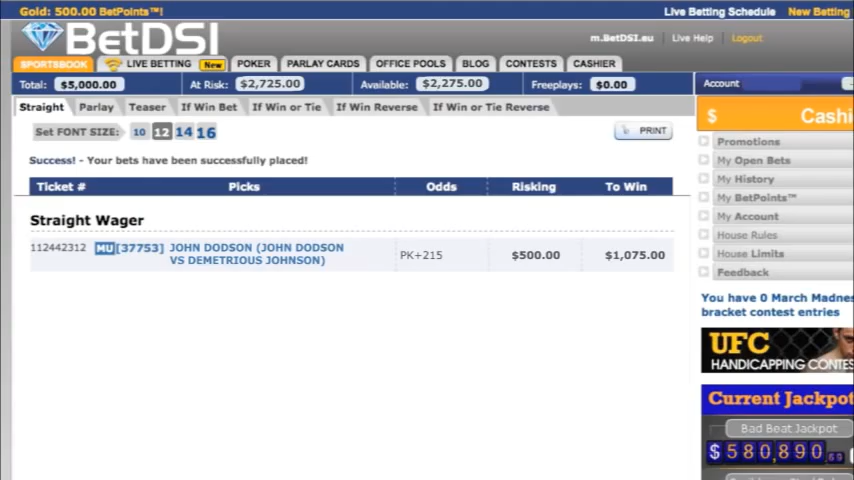 Gold: 500.00 BetPoints™!
Live Betting Schedule New Betting
BetDSI
m.BetDSI.eu Live Help Logout
SPORTSBOOK LIVE BETTING New POKER PARLAY CARDS OFFICE POOLS BLOG CONTESTS CASHIER
Total: $5,000.00 At Risk: $2,725.00 Available: $2,275.00 Freeplays: $0.00 Account
Straight Parlay Teaser If Win Bet If Win or Tie If Win Reverse If Win or Tie Reverse
$ Cashi
Set FONT SIZE: 10 12 14 16 PRINT
Promotions
Success! - Your bets have been successfully placed!
My Open Bets
My History
Ticket # Picks Odds Risking To Win
My BetPoints™
My Account
Straight Wager
House Rules
112442312 MU[37753] JOHN DODSON (JOHN DODSON
VS DEMETRIOUS JOHNSON) PK+215 $500.00 $1,075.00
House Limits
Feedback
You have 0 March Madnes
bracket contest entries
UFC
HANDICAPPING CONTES
Current Jackpot
Bad Beat Jackpot
$580,890.69